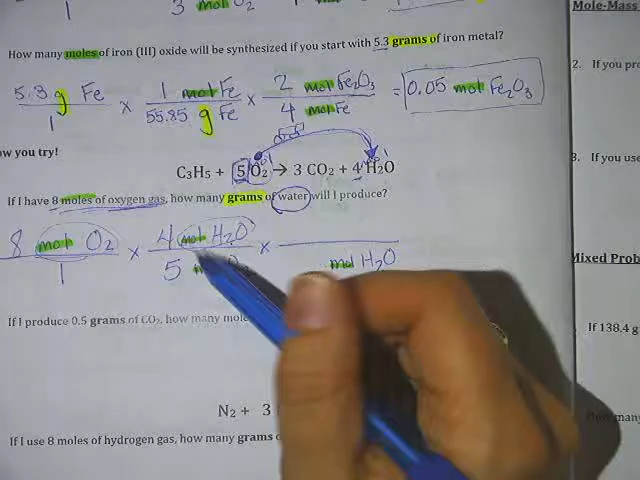 1 3 mol O₂ 1
Mole-Mass
How many moles of iron (III) oxide will be synthesized if you start with 5.3 grams of iron metal?
5.3 g Fe × 1 mol Fe × 2 mol Fe₂O₃ = 0.05 mol Fe₂O₃
1 55.85 g Fe 4 mol Fe
2. If you pro
ow you try!
C₃H₅ + 5 O₂ → 3 CO₂ + 4 H₂O
3. If you use
If I have 8 moles of oxygen gas, how many grams of water will I produce?
8 mol O₂ × 4 mol H₂O ×
1 5 mol H₂O
Mixed Prob
If I produce 0.5 grams of CO₂, how many mole
If 138.4 g
N₂ + 3
How many
If I use 8 moles of hydrogen gas, how many grams